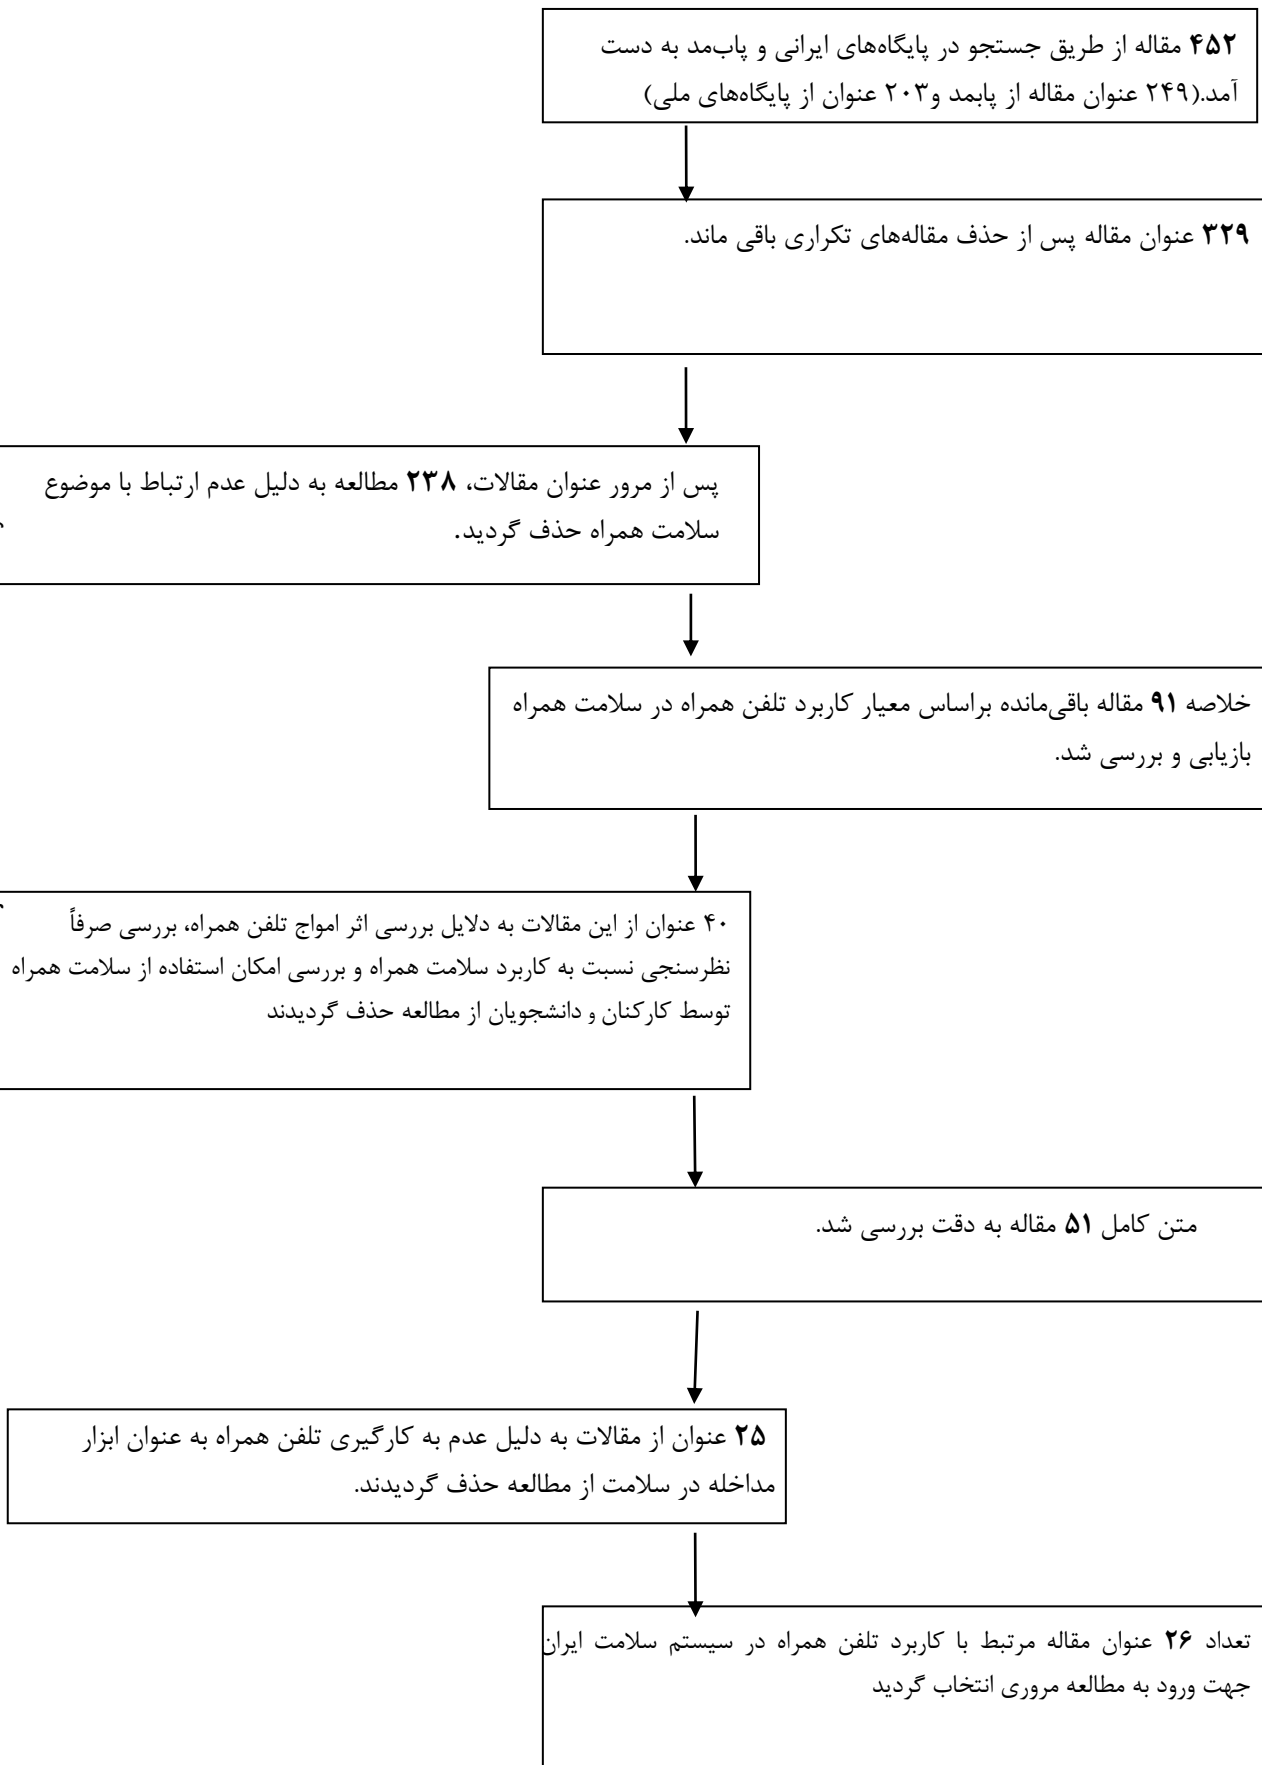 ۴۵۲ مقاله از طریق جستجو در پایگاه‌های ایرانی و پاب‌مد به دست
آمد.(۲۴۹ عنوان مقاله از پابمد و۲۰۳ عنوان از پایگاه‌های ملی)
۳۲۹ عنوان مقاله پس از حذف مقاله‌های تکراری باقی ماند.
پس از مرور عنوان مقالات، ۲۳۸ مطالعه به دلیل عدم ارتباط با موضوع
سلامت همراه حذف گردید.
خلاصه ۹۱ مقاله باقی‌مانده براساس معیار کاربرد تلفن همراه در سلامت همراه
بازیابی و بررسی شد.
۴۰ عنوان از این مقالات به دلایل بررسی اثر امواج تلفن همراه، بررسی صرفاً
نظرسنجی نسبت به کاربرد سلامت همراه و بررسی امکان استفاده از سلامت همراه
توسط کارکنان و دانشجویان از مطالعه حذف گردیدند
متن کامل ۵۱ مقاله به دقت بررسی شد.
۲۵ عنوان از مقالات به دلیل عدم به کارگیری تلفن همراه به عنوان ابزار
مداخله در سلامت از مطالعه حذف گردیدند.
تعداد ۲۶ عنوان مقاله مرتبط با کاربرد تلفن همراه در سیستم سلامت ایران
جهت ورود به مطالعه مروری انتخاب گردید